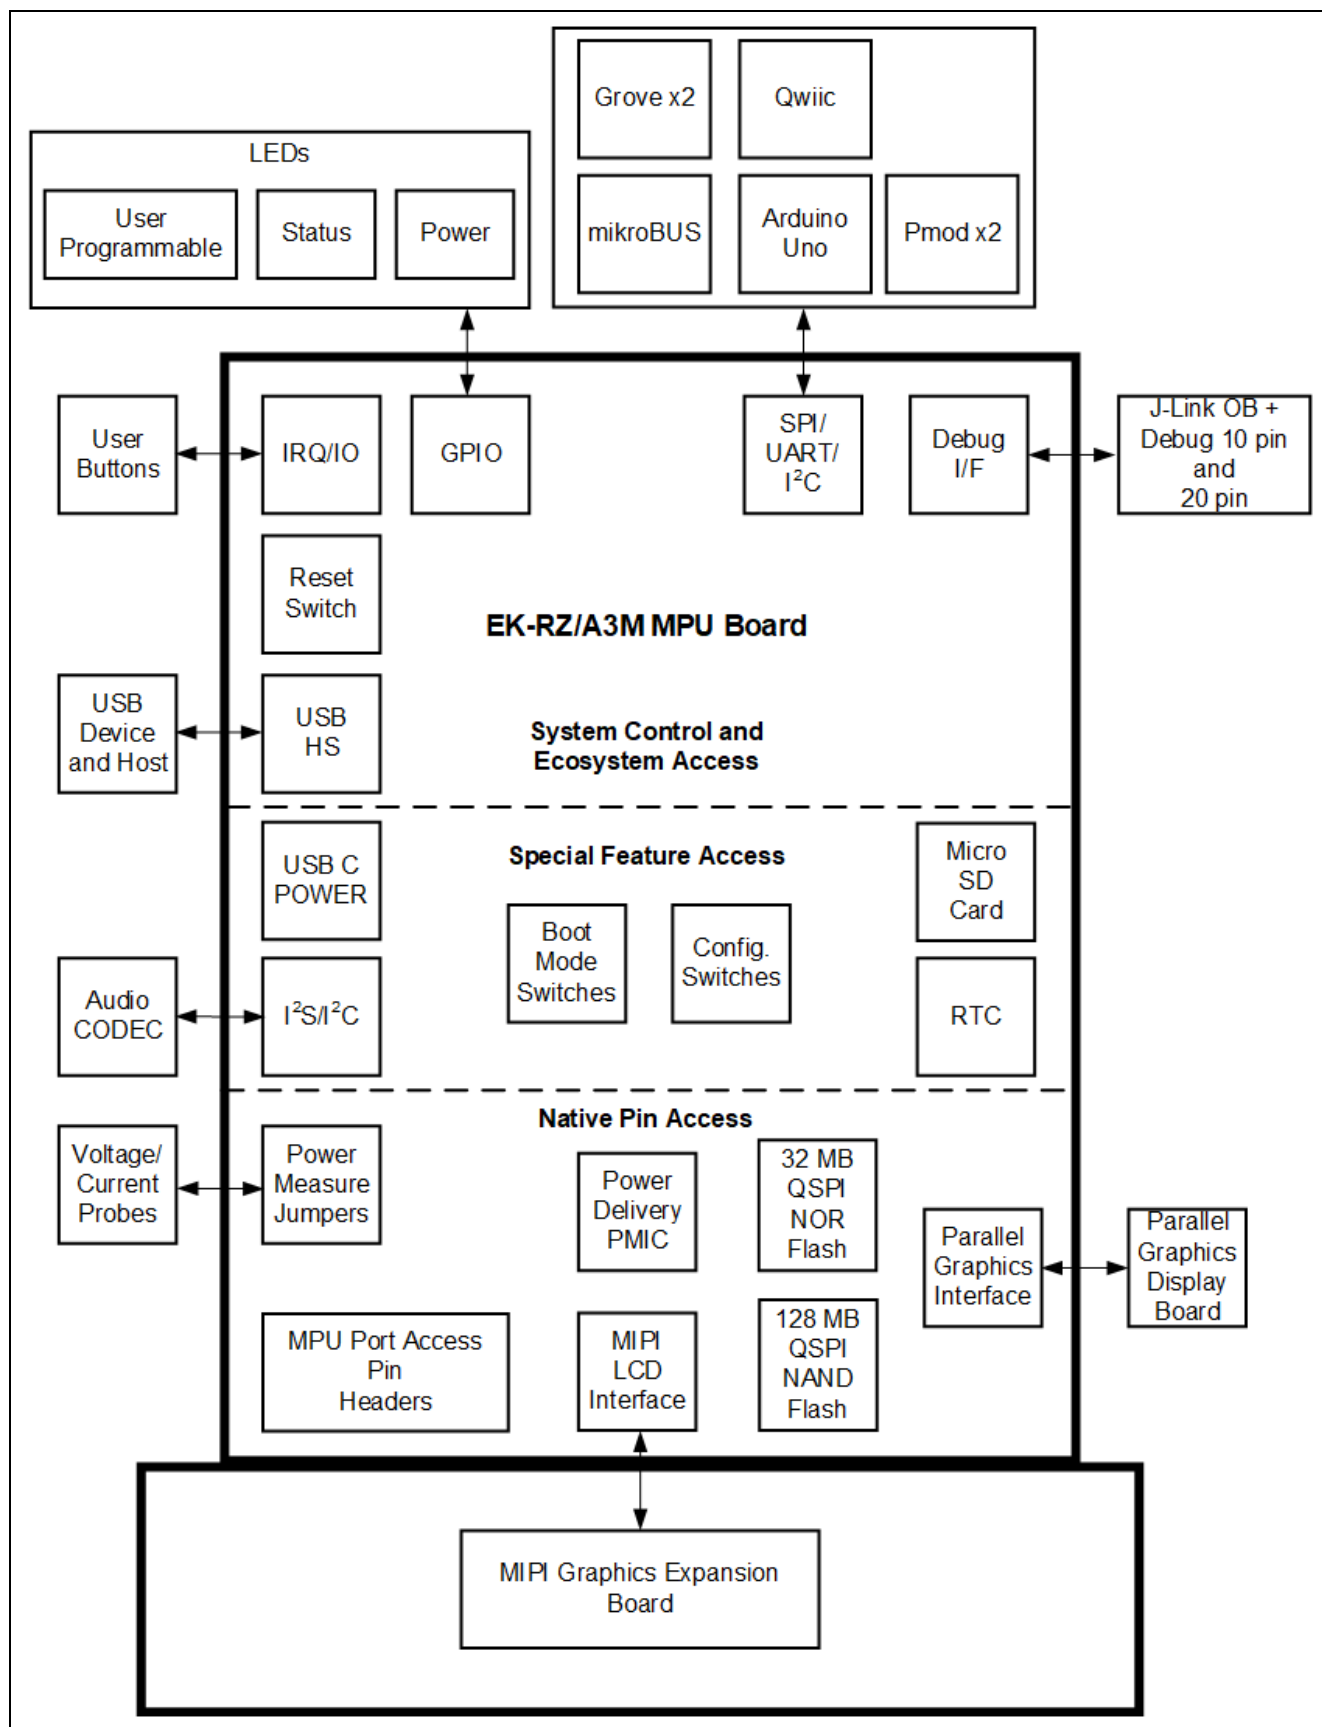 Grove x2
Qwiic
LEDs
User
Programmable
Status
Power
mikroBUS
Arduino
Uno
Pmod x2
User
Buttons
IRQ/IO
GPIO
SPI/
UART/
I²C
Debug
I/F
J-Link OB +
Debug 10 pin
and
20 pin
Reset
Switch
EK-RZ/A3M MPU Board
USB
Device
and Host
USB
HS
System Control and
Ecosystem Access
USB C
POWER
Special Feature Access
Micro
SD
Card
Boot
Mode
Switches
Config.
Switches
Audio
CODEC
I²S/I²C
RTC
Native Pin Access
Voltage/
Current
Probes
Power
Measure
Jumpers
Power
Delivery
PMIC
32 MB
QSPI
NOR
Flash
Parallel
Graphics
Interface
Parallel
Graphics
Display
Board
MPU Port Access
Pin
Headers
MIPI
LCD
Interface
128 MB
QSPI
NAND
Flash
MIPI Graphics Expansion
Board